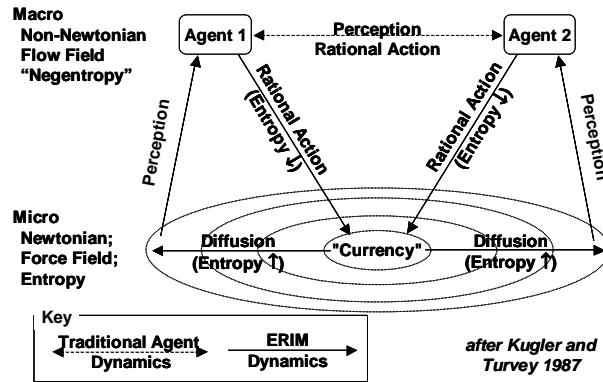 Macro
Non-Newtonian
Flow Field
“Negentropy”
Agent 1
Perception
Rational Action
Agent 2
Perception
Rational Action
(Entropy ↓)
Rational Action
(Entropy ↓)
Perception
Micro
Newtonian;
Force Field;
Entropy
Diffusion
(Entropy ↑)
"Currency"
Diffusion
(Entropy ↑)
Key
Traditional Agent
Dynamics
ERIM
Dynamics
after Kugler and
Turvey 1987